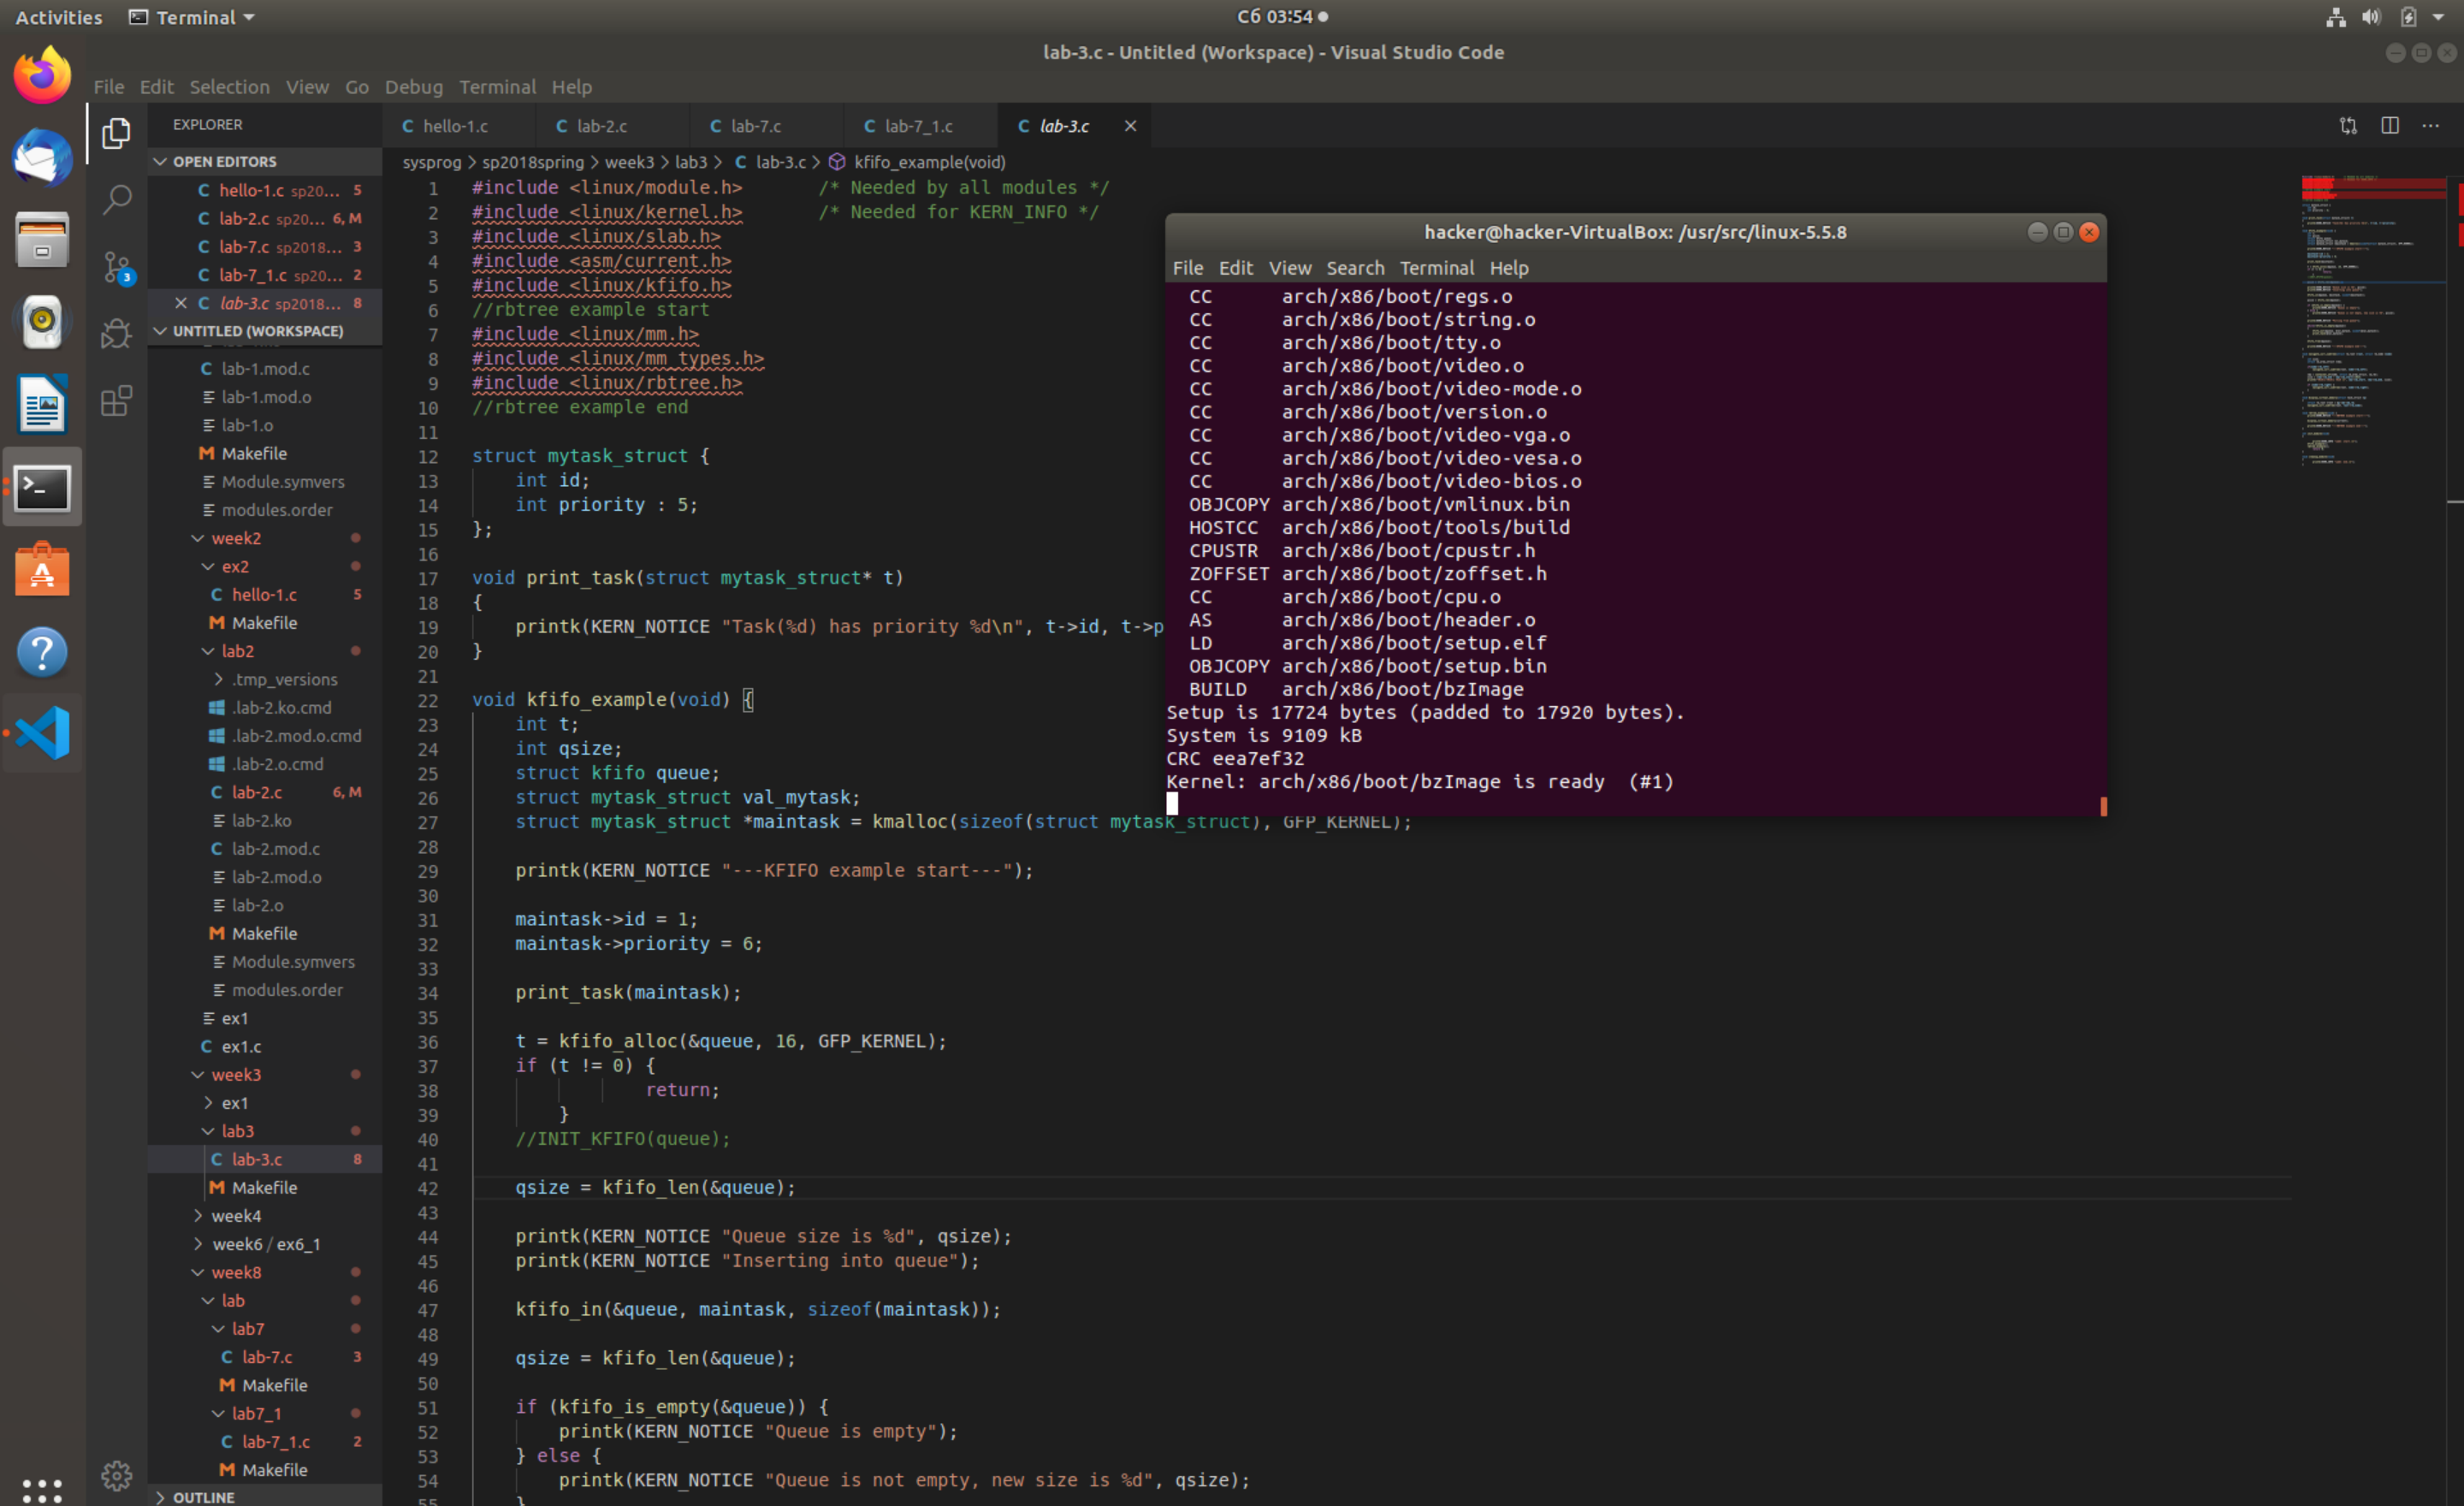 Activities Terminal
Сб 03:54
lab-3.c - Untitled (Workspace) - Visual Studio Code
File Edit Selection View Go Debug Terminal Help
EXPLORER
OPEN EDITORS
C hello-1.c sp20... 5
C lab-2.c sp20... 6, M
C lab-7.c sp2018... 3
C lab-7_1.c sp20... 2
C lab-3.c sp2018... 8
UNTITLED (WORKSPACE)
C lab-1.mod.c
lab-1.mod.o
lab-1.o
M Makefile
Module.symvers
modules.order
week2
ex2
C hello-1.c 5
M Makefile
lab2
.tmp_versions
.lab-2.ko.cmd
.lab-2.mod.o.cmd
.lab-2.o.cmd
C lab-2.c 6, M
lab-2.ko
C lab-2.mod.c
lab-2.mod.o
lab-2.o
M Makefile
Module.symvers
modules.order
ex1
C ex1.c
week3
ex1
lab3
C lab-3.c 8
M Makefile
week4
week6 / ex6_1
week8
lab
lab7
C lab-7.c 3
M Makefile
lab7_1
C lab-7_1.c 2
M Makefile
OUTLINE
3
C hello-1.c C lab-2.c C lab-7.c C lab-7_1.c C lab-3.c
sysprog > sp2018spring > week3 > lab3 > C lab-3.c > kfifo_example(void)
1 #include <linux/module.h> /* Needed by all modules */
2 #include <linux/kernel.h> /* Needed for KERN_INFO */
3 #include <linux/slab.h>
4 #include <asm/current.h>
5 #include <linux/kfifo.h>
6 //rbtree example start
7 #include <linux/mm.h>
8 #include <linux/mm_types.h>
9 #include <linux/rbtree.h>
10 //rbtree example end
11
12 struct mytask_struct {
13 int id;
14 int priority : 5;
15 };
16
17 void print_task(struct mytask_struct* t)
18 {
19 printk(KERN_NOTICE "Task(%d) has priority %d\n", t->id, t->p
20 }
21
22 void kfifo_example(void) {
23 int t;
24 int qsize;
25 struct kfifo queue;
26 struct mytask_struct val_mytask;
27 struct mytask_struct *maintask = kmalloc(sizeof(struct mytask_struct), GFP_KERNEL);
28
29 printk(KERN_NOTICE "---KFIFO example start---");
30
31 maintask->id = 1;
32 maintask->priority = 6;
33
34 print_task(maintask);
35
36 t = kfifo_alloc(&queue, 16, GFP_KERNEL);
37 if (t != 0) {
38 return;
39 }
40 //INIT_KFIFO(queue);
41
42 qsize = kfifo_len(&queue);
43
44 printk(KERN_NOTICE "Queue size is %d", qsize);
45 printk(KERN_NOTICE "Inserting into queue");
46
47 kfifo_in(&queue, maintask, sizeof(maintask));
48
49 qsize = kfifo_len(&queue);
50
51 if (kfifo_is_empty(&queue)) {
52 printk(KERN_NOTICE "Queue is empty");
53 } else {
54 printk(KERN_NOTICE "Queue is not empty, new size is %d", qsize);
55 }
hacker@hacker-VirtualBox: /usr/src/linux-5.5.8
File Edit View Search Terminal Help
CC arch/x86/boot/regs.o
CC arch/x86/boot/string.o
CC arch/x86/boot/tty.o
CC arch/x86/boot/video.o
CC arch/x86/boot/video-mode.o
CC arch/x86/boot/version.o
CC arch/x86/boot/video-vga.o
CC arch/x86/boot/video-vesa.o
CC arch/x86/boot/video-bios.o
OBJCOPY arch/x86/boot/vmlinux.bin
HOSTCC arch/x86/boot/tools/build
CPUSTR arch/x86/boot/cpustr.h
ZOFFSET arch/x86/boot/zoffset.h
CC arch/x86/boot/cpu.o
AS arch/x86/boot/header.o
LD arch/x86/boot/setup.elf
OBJCOPY arch/x86/boot/setup.bin
BUILD arch/x86/boot/bzImage
Setup is 17724 bytes (padded to 17920 bytes).
System is 9109 kB
CRC eea7ef32
Kernel: arch/x86/boot/bzImage is ready (#1)